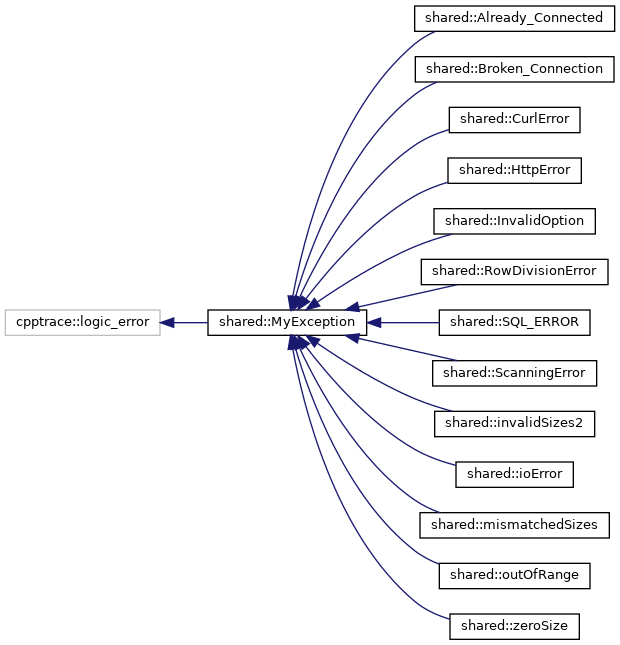 shared::Already_Connected
shared::Broken_Connection
shared::CurlError
shared::HttpError
shared::InvalidOption
shared::RowDivisionError
cpptrace::logic_error
shared::MyException
shared::SQL_ERROR
shared::ScanningError
shared::invalidSizes2
shared::ioError
shared::mismatchedSizes
shared::outOfRange
shared::zeroSize